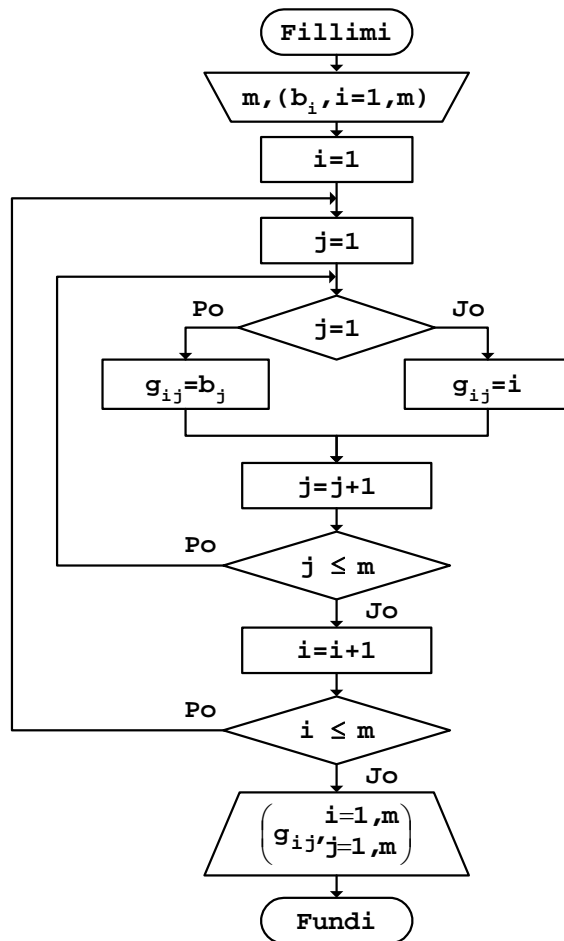 Fillimi
m,(bᵢ,i=1,m)
i=1
j=1
Po
Jo
j=1
gᵢⱼ=bⱼ
gᵢⱼ=i
j=j+1
Po
j ≤ m
Jo
i=i+1
Po
i ≤ m
Jo
(gᵢⱼ, i=1,m
j=1,m)
Fundi